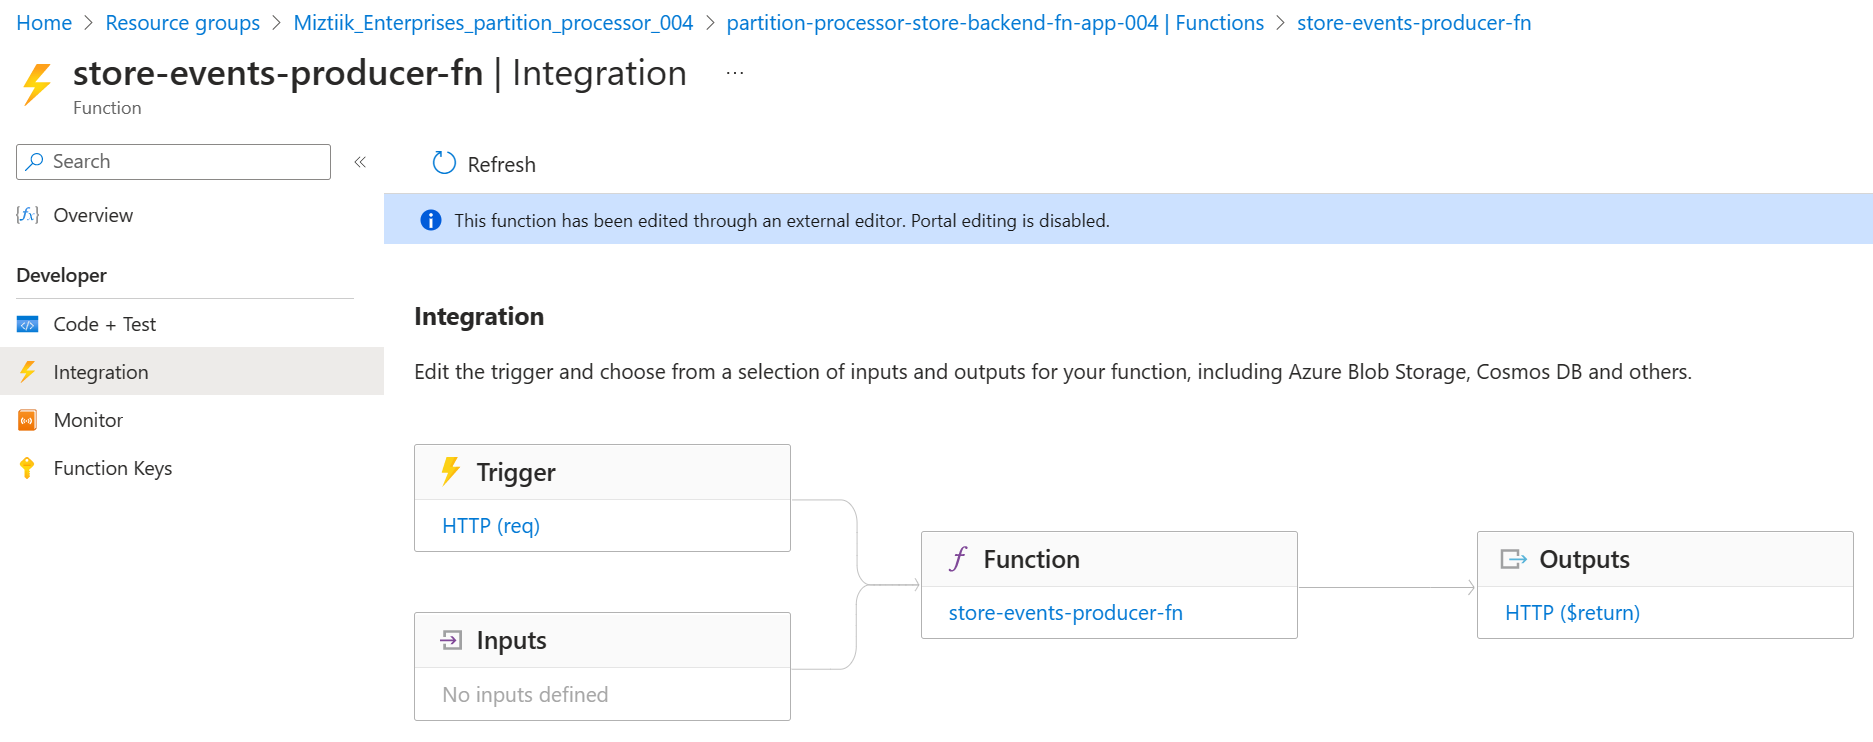 Home > Resource groups > Miztiik_Enterprises_partition_processor_004 > partition-processor-store-backend-fn-app-004 | Functions > store-events-producer-fn
store-events-producer-fn | Integration ...
Function
Search «
Refresh
Overview
This function has been edited through an external editor. Portal editing is disabled.
Developer
Code + Test
Integration
Monitor
Function Keys
Integration
Edit the trigger and choose from a selection of inputs and outputs for your function, including Azure Blob Storage, Cosmos DB and others.
Trigger
HTTP (req)
Inputs
No inputs defined
Function
store-events-producer-fn
Outputs
HTTP ($return)